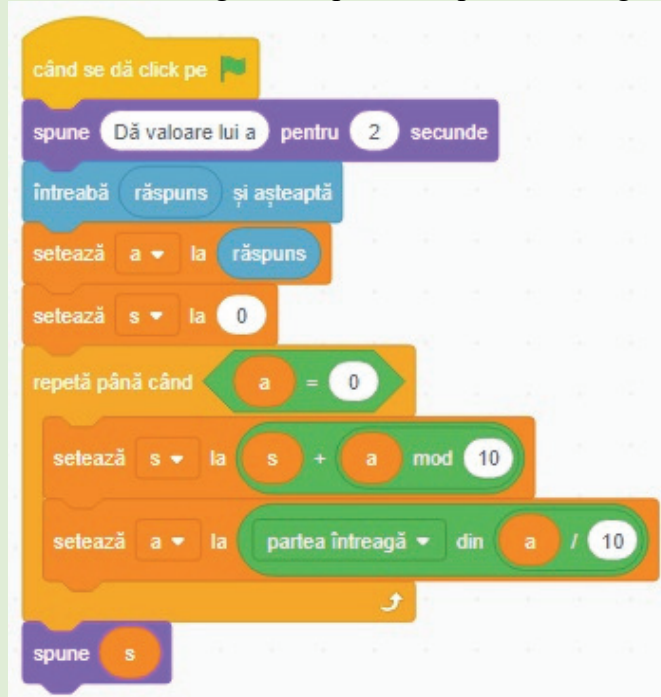 când se dă click pe
spune Dă valoare lui a pentru 2 secunde
întreabă răspuns și așteaptă
setează a la răspuns
setează s la 0
repetă până când a = 0
setează s la s + a mod 10
setează a la partea întreagă din a / 10
spune s